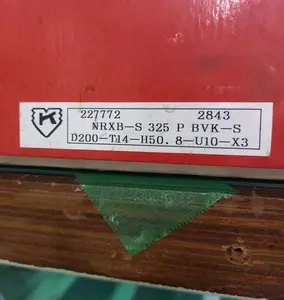 K
227772 2843
NRXB-S 325 P BVK-S
D200-T14-H50.8-U10-X3